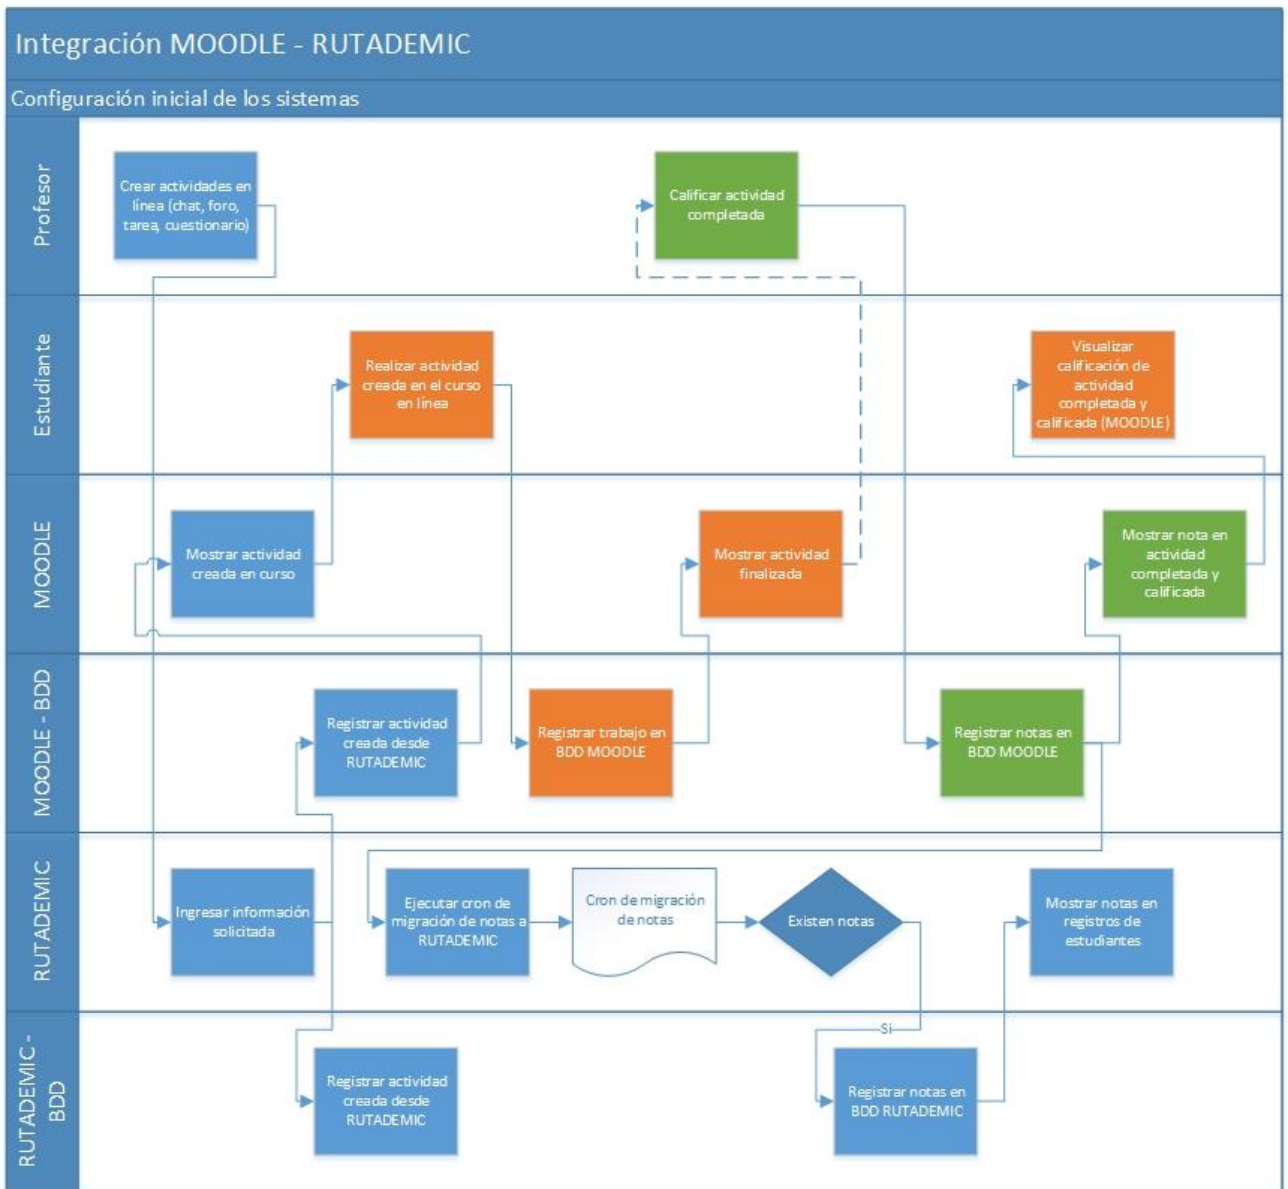 Integración MOODLE - RUTADEMIC
Configuración inicial de los sistemas
Profesor
Crear actividades en
línea (chat, foro,
tarea, cuestionario)
Calificar actividad
completada
Estudiante
Realizar actividad
creada en el curso
en línea
Visualizar
calificación de
actividad
completada y
calificada (MOODLE)
MOODLE
Mostrar actividad
creada en curso
Mostrar actividad
finalizada
Mostrar nota en
actividad
completada y
calificada
MOODLE - BDD
Registrar actividad
creada desde
RUTADEMIC
Registrar trabajo en
BDD MOODLE
Registrar notas en
BDD MOODLE
RUTADEMIC
Ingresar información
solicitada
Ejecutar cron de
migración de notas a
RUTADEMIC
Cron de migración
de notas
Existen notas
Mostrar notas en
registros de
estudiantes
RUTADEMIC -
BDD
Registrar actividad
creada desde
RUTADEMIC
Si
Registrar notas en
BDD RUTADEMIC